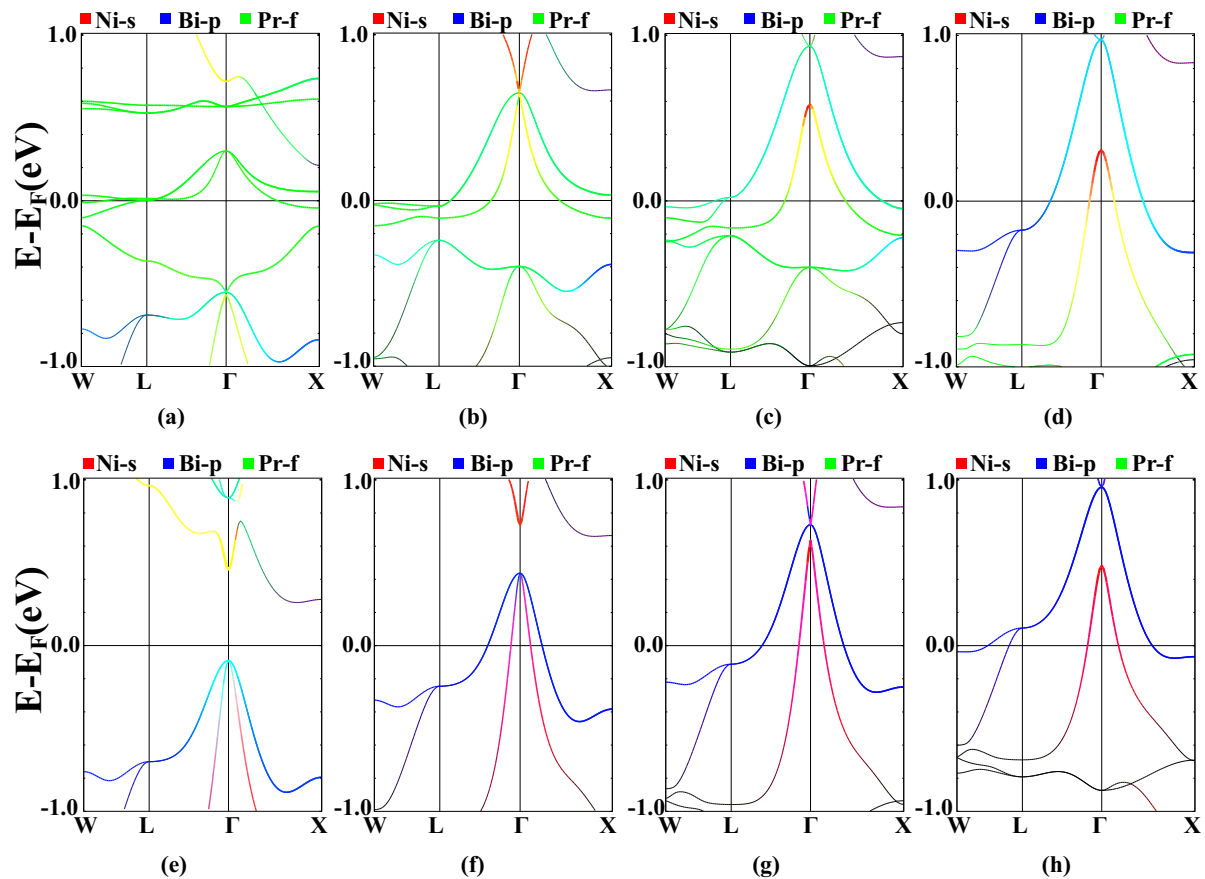 Ni-s Bi-p Pr-f Ni-s Bi-p Pr-f Ni-s Bi-p Pr-f Ni-s Bi-p Pr-f
1.0 1.0 1.0 1.0
E-E_F(eV)
0.0 0.0 0.0 0.0
-1.0 -1.0 -1.0 -1.0
W L Γ X W L Γ X W L Γ X W L Γ X
(a) (b) (c) (d)
Ni-s Bi-p Pr-f Ni-s Bi-p Pr-f Ni-s Bi-p Pr-f Ni-s Bi-p Pr-f
1.0 1.0 1.0 1.0
E-E_F(eV)
0.0 0.0 0.0 0.0
-1.0 -1.0 -1.0 -1.0
W L Γ X W L Γ X W L Γ X W L Γ X
(e) (f) (g) (h)